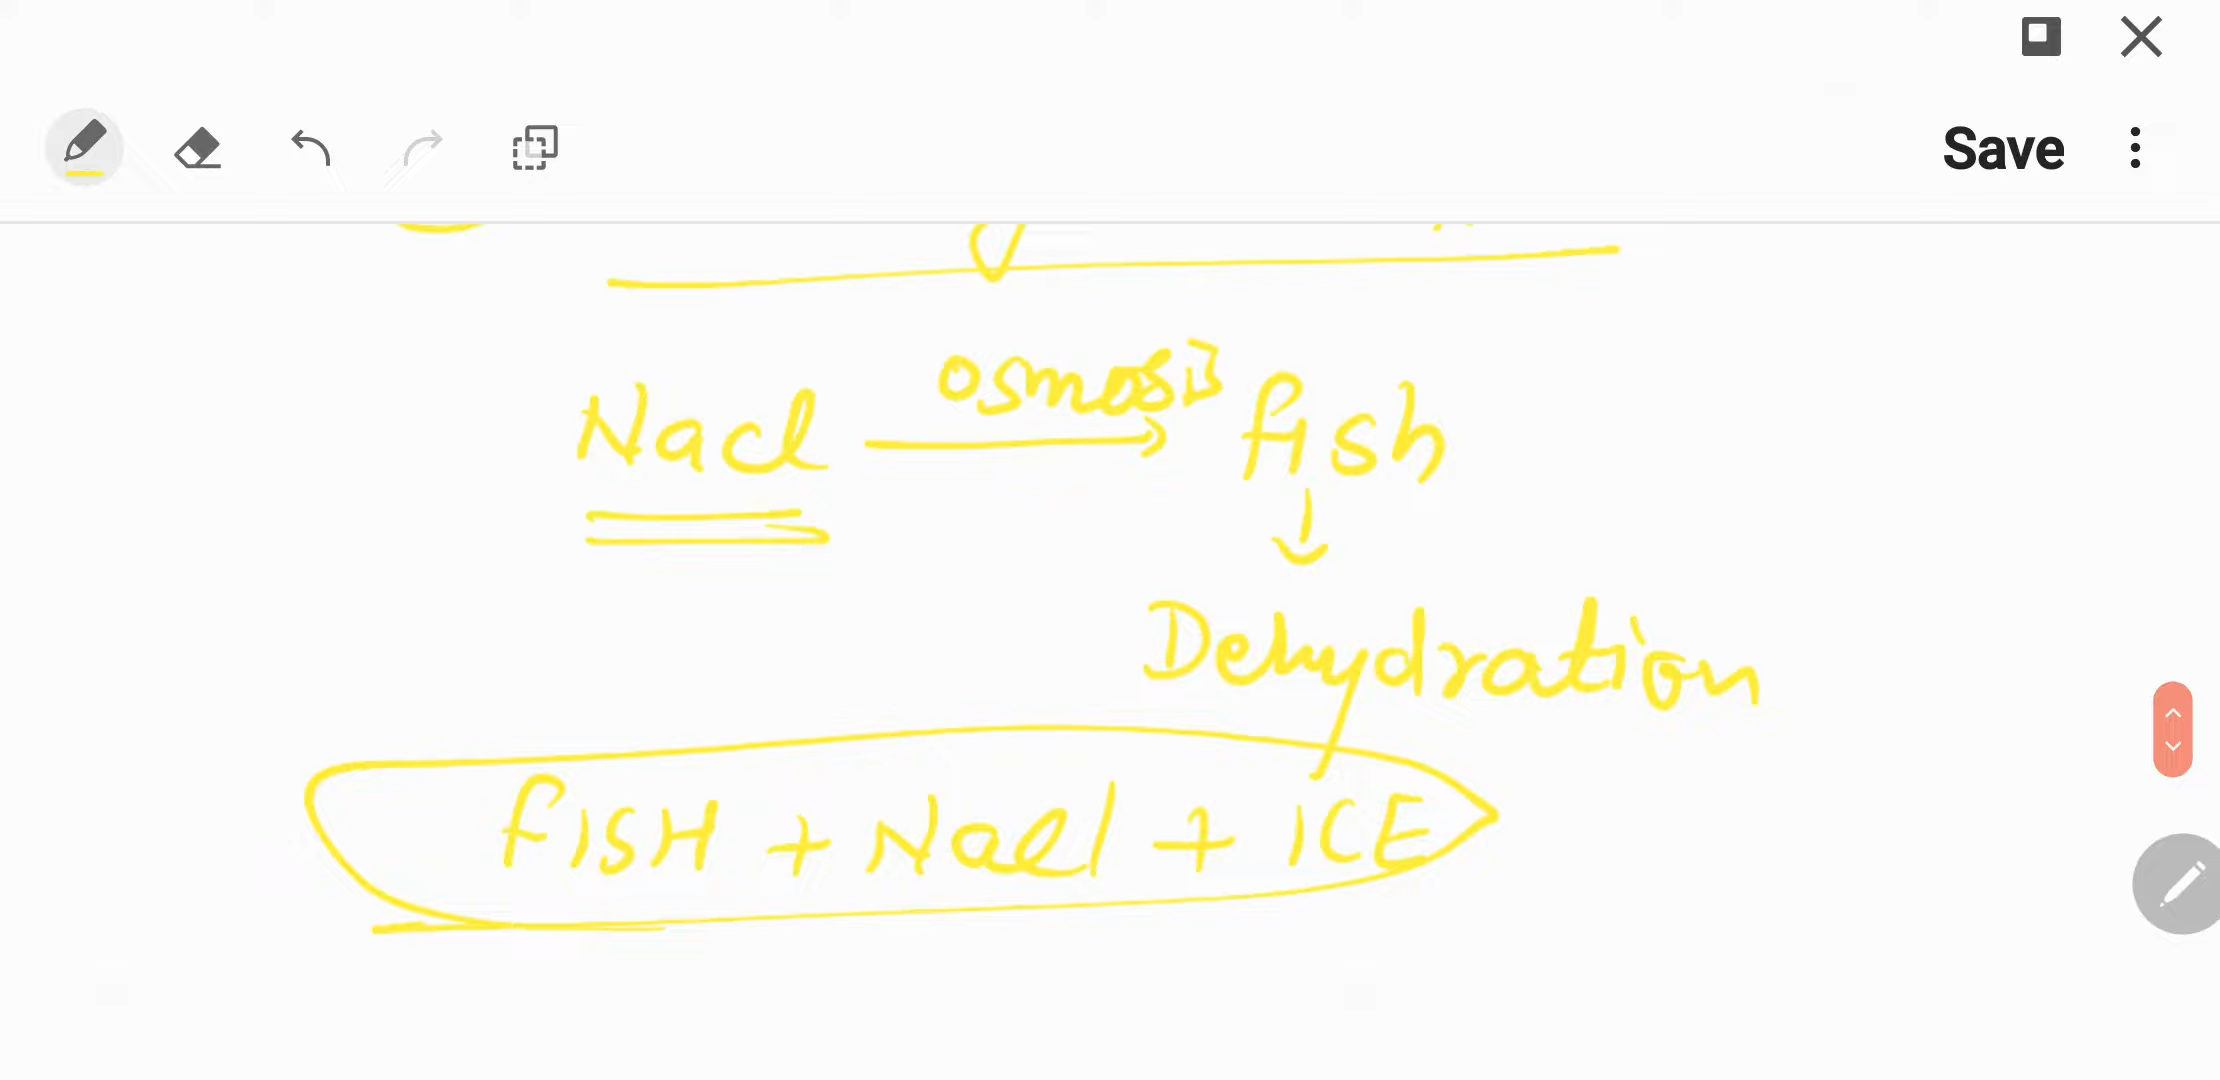 Save
Nacl osmosis fish
Dehydration
fISH + Nacl + ICE